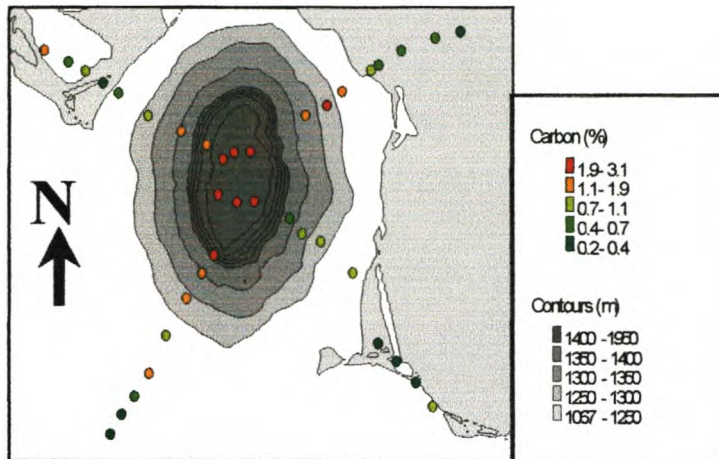 N
Carbon (%)
1.9- 3.1
1.1- 1.9
0.7- 1.1
0.4- 0.7
0.2- 0.4
Contours (m)
1400 - 1950
1350 - 1400
1300 - 1350
1250 - 1300
1067 - 1250